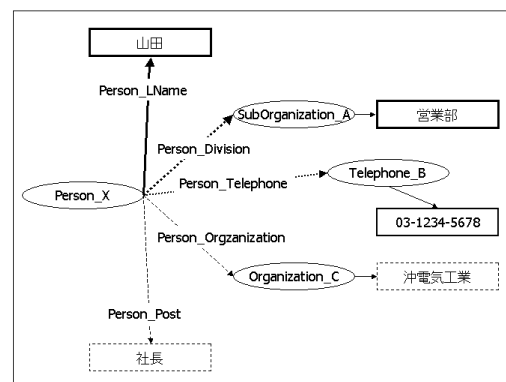 山田
Person_LName
SubOrganization_A
営業部
Person_Division
Person_Telephone
Telephone_B
Person_X
03-1234-5678
Person_Orgzanization
Organization_C
沖電気工業
Person_Post
社長